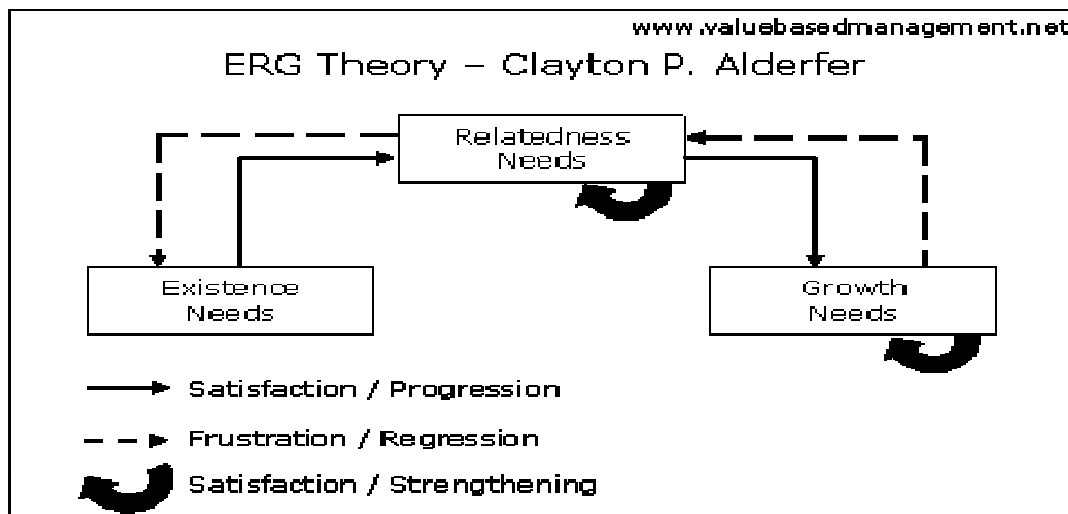 www.valuebasedmanagement.net
ERG Theory – Clayton P. Alderfer
Relatedness
Needs
Existence
Needs
Growth
Needs
Satisfaction / Progression
Frustration / Regression
Satisfaction / Strengthening